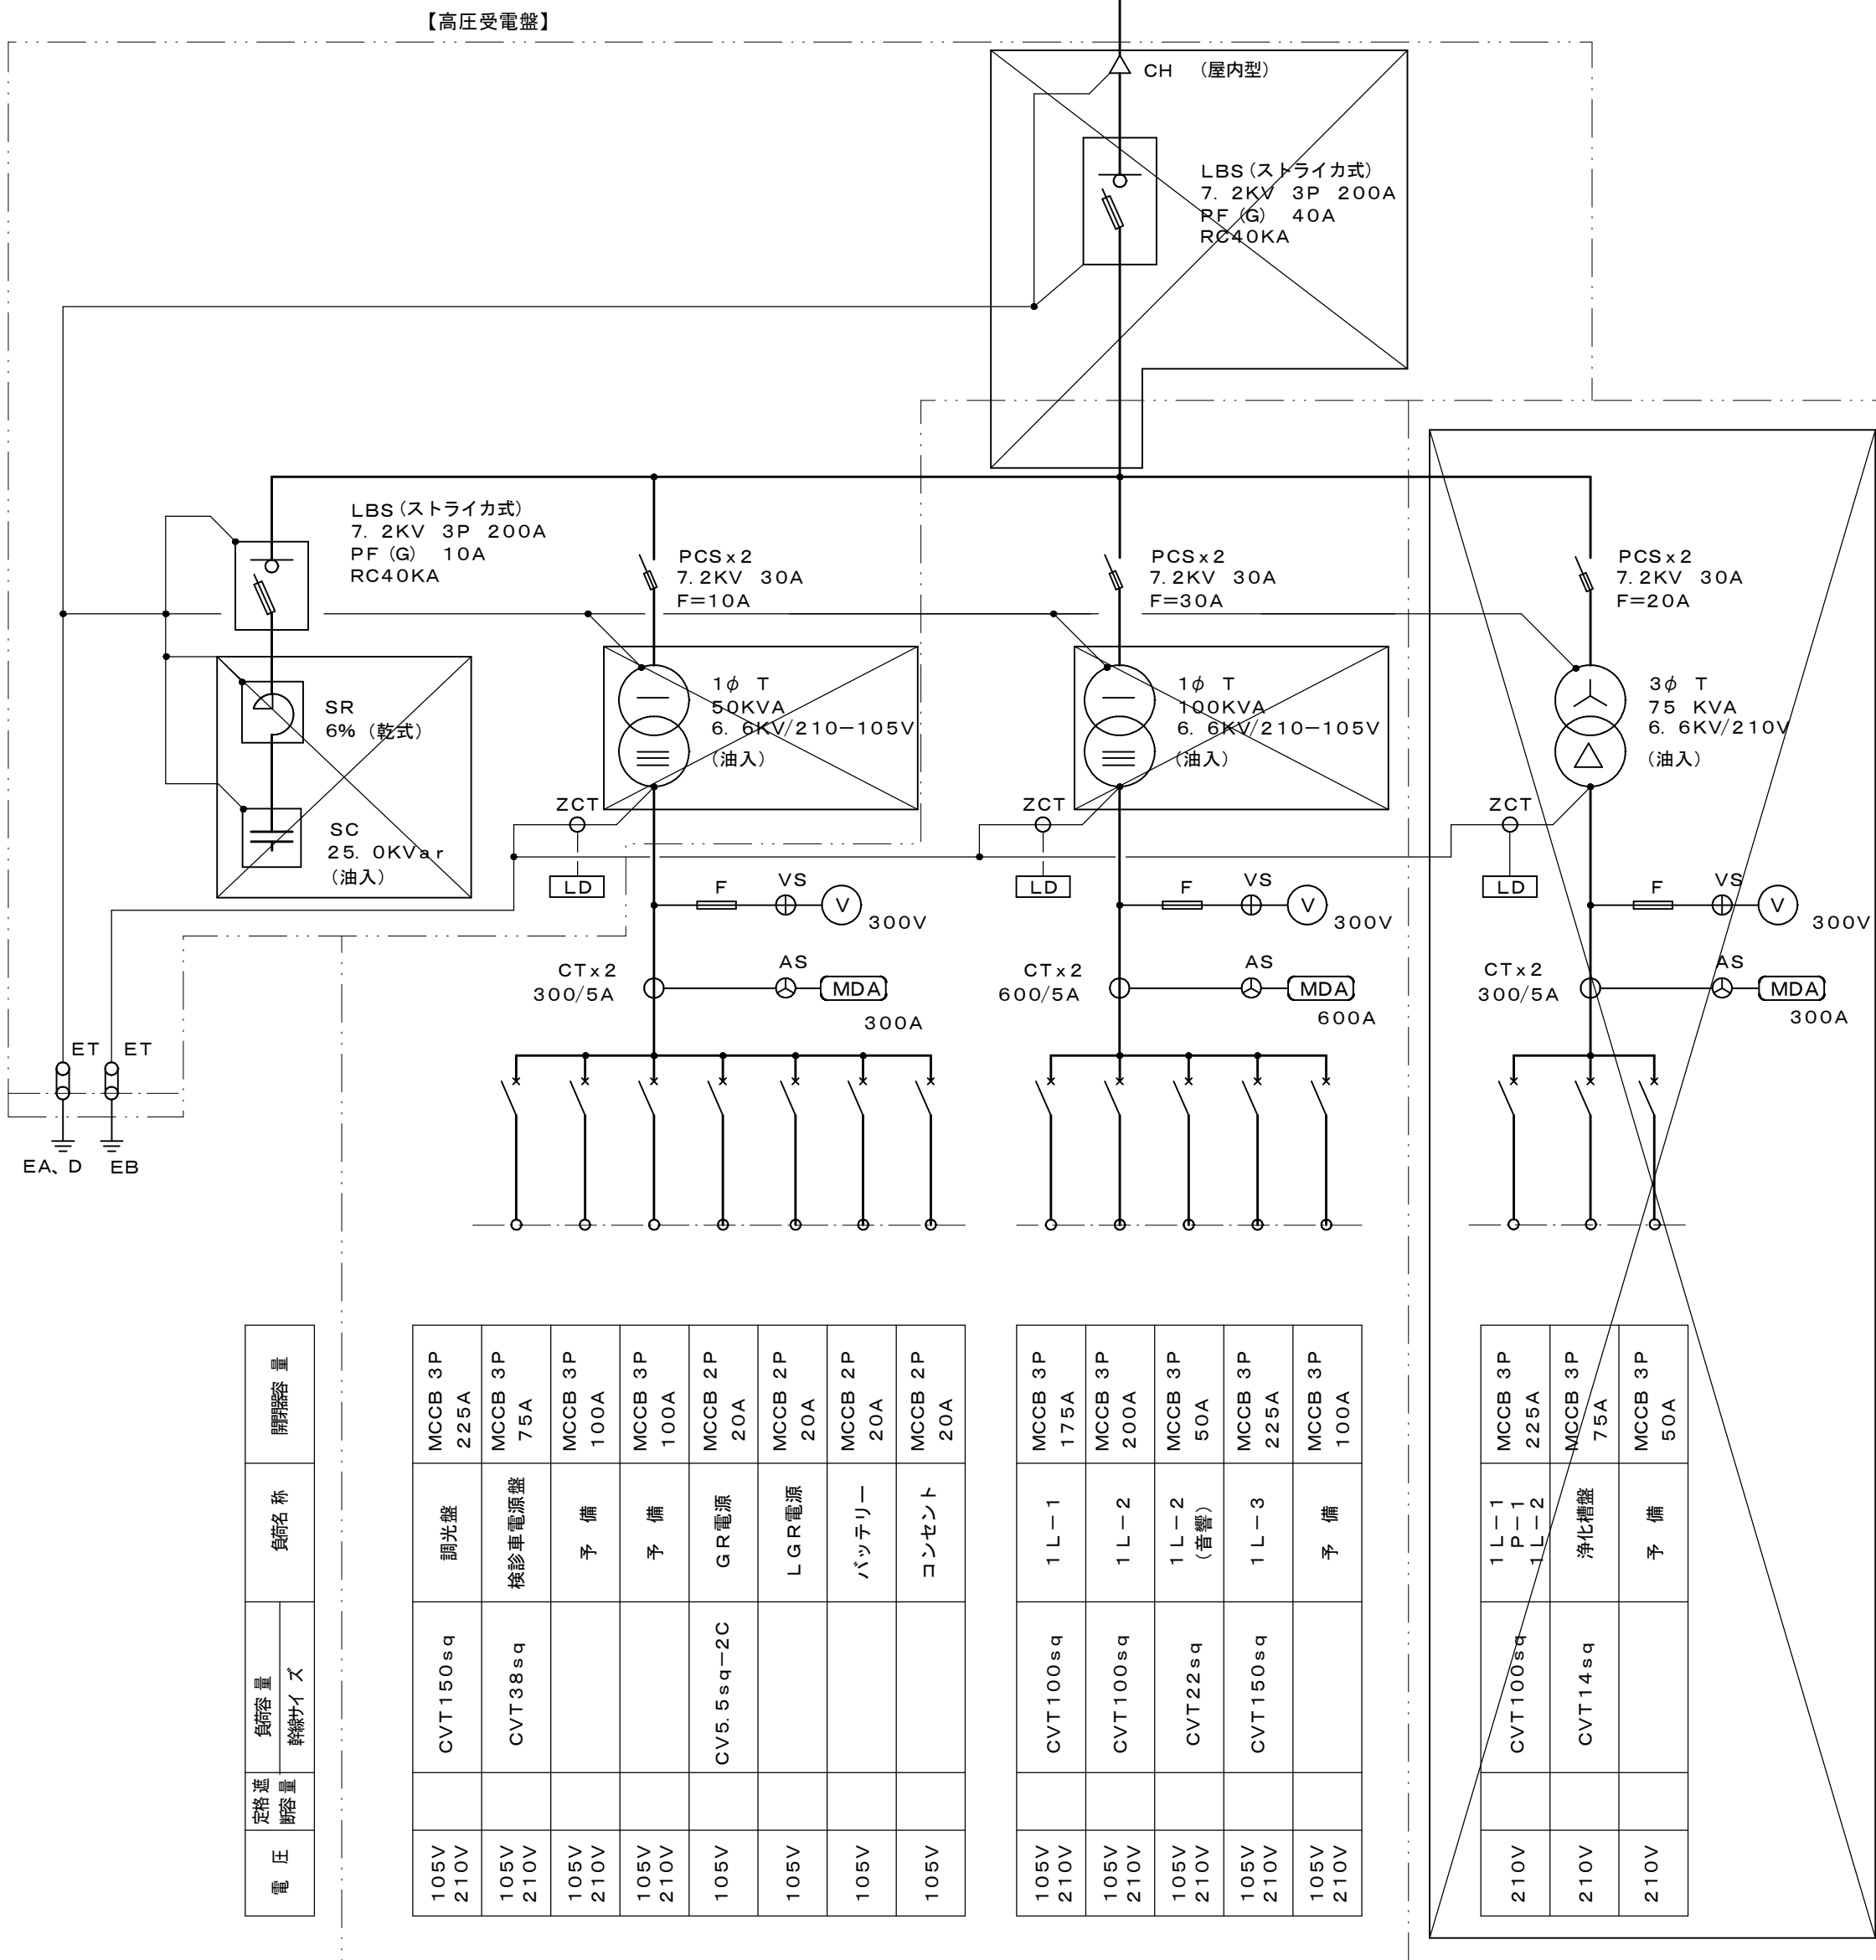 【高圧受電盤】
CH （屋内型）
LBS（ストライカ式）
7. 2KV 3P 200A
PF（G） 40A
RC40KA
LBS（ストライカ式）
7. 2KV 3P 200A
PF（G） 10A
RC40KA
PCSx2
7.2KV 30A
F=10A
PCSx2
7.2KV 30A
F=30A
PCSx2
7.2KV 30A
F=20A
SR
6%（乾式）
SC
25. 0KVar
（油入）
1φ T
50KVA
6. 6KV/210−105V
（油入）
1φ T
100KVA
6. 6KV/210−105V
（油入）
3φ T
75 KVA
6. 6KV/210V
（油入）
ZCT
LD
F
VS
V
300V
ZCT
LD
F
VS
V
300V
ZCT
LD
F
VS
V
300V
CTx2
300/5A
AS
MDA
300A
CTx2
600/5A
AS
MDA
600A
CTx2
300/5A
AS
MDA
300A
ET
ET
EA、D
EB
開閉器容量
負荷名称
負荷容量
幹線サイズ
定格遮
断容量
電 圧
MCCB 3P
225A
調光盤
CVT150sq
105V
210V
MCCB 3P
75A
検診車電源盤
CVT38sq
105V
210V
MCCB 3P
100A
予 備
105V
210V
MCCB 3P
100A
予 備
105V
210V
MCCB 2P
20A
GR電源
CV5.5sq−2C
105V
MCCB 2P
20A
LGR電源
105V
MCCB 2P
20A
バッテリー
105V
MCCB 2P
20A
コンセント
105V
MCCB 3P
175A
1L−1
CVT100sq
105V
210V
MCCB 3P
200A
1L−2
CVT100sq
105V
210V
MCCB 3P
50A
1L−2
（音響）
CVT22sq
105V
210V
MCCB 3P
225A
1L−3
CVT150sq
105V
210V
MCCB 3P
100A
予 備
105V
210V
MCCB 3P
225A
1L−1
P−1
1L−2
CVT100sq
210V
MCCB 3P
75A
浄化槽盤
CVT14sq
210V
MCCB 3P
50A
予 備
210V